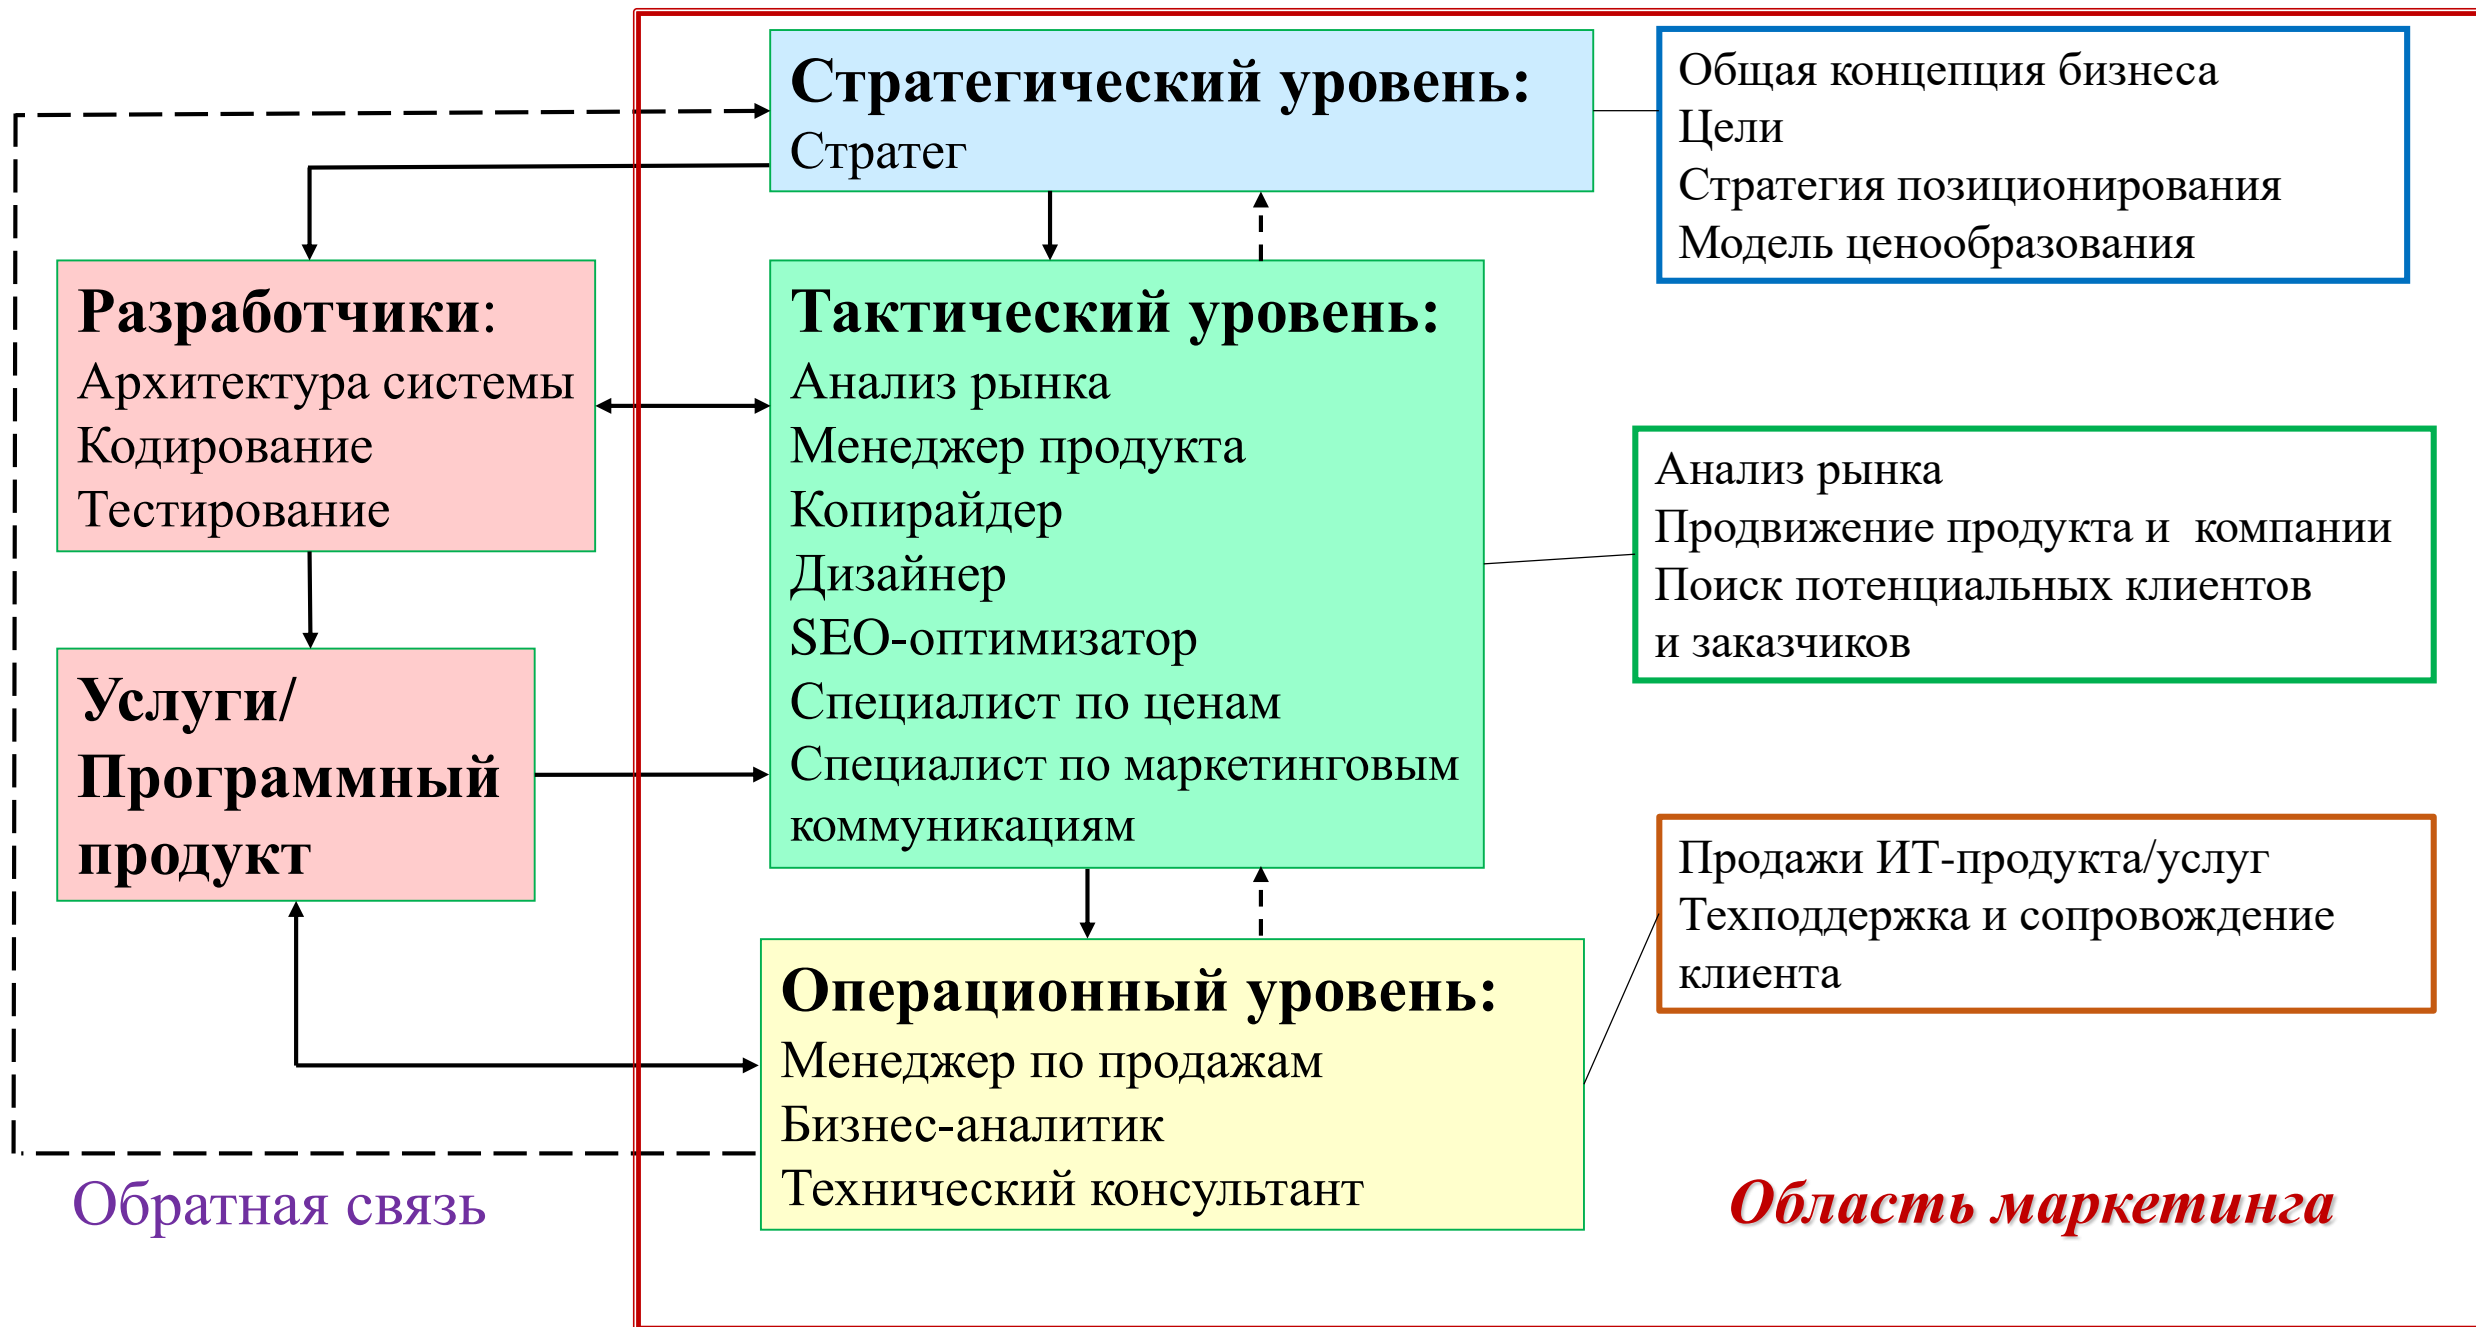 Стратегический уровень:
Стратег
Общая концепция бизнеса
Цели
Стратегия позиционирования
Модель ценообразования
Разработчики:
Архитектура системы
Кодирование
Тестирование
Тактический уровень:
Анализ рынка
Менеджер продукта
Копирайдер
Дизайнер
SEO-оптимизатор
Специалист по ценам
Специалист по маркетинговым
коммуникациям
Анализ рынка
Продвижение продукта и  компании
Поиск потенциальных клиентов
и заказчиков
Услуги/
Программный
продукт
Продажи ИТ-продукта/услуг
Техподдержка и сопровождение
клиента
Операционный уровень:
Менеджер по продажам
Бизнес-аналитик
Технический консультант
Обратная связь
Область маркетинга